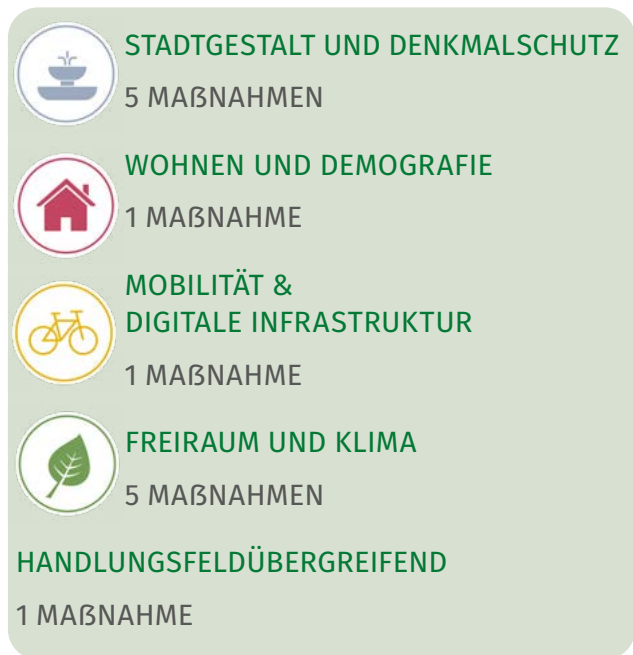 STADTGESTALT UND DENKMALSCHUTZ
5 MAßNAHMEN
WOHNEN UND DEMOGRAFIE
1 MAßNAHME
MOBILITÄT &
DIGITALE INFRASTRUKTUR
1 MAßNAHME
FREIRAUM UND KLIMA
5 MAßNAHMEN
HANDLUNGSFELDÜBERGREIFEND
1 MAßNAHME